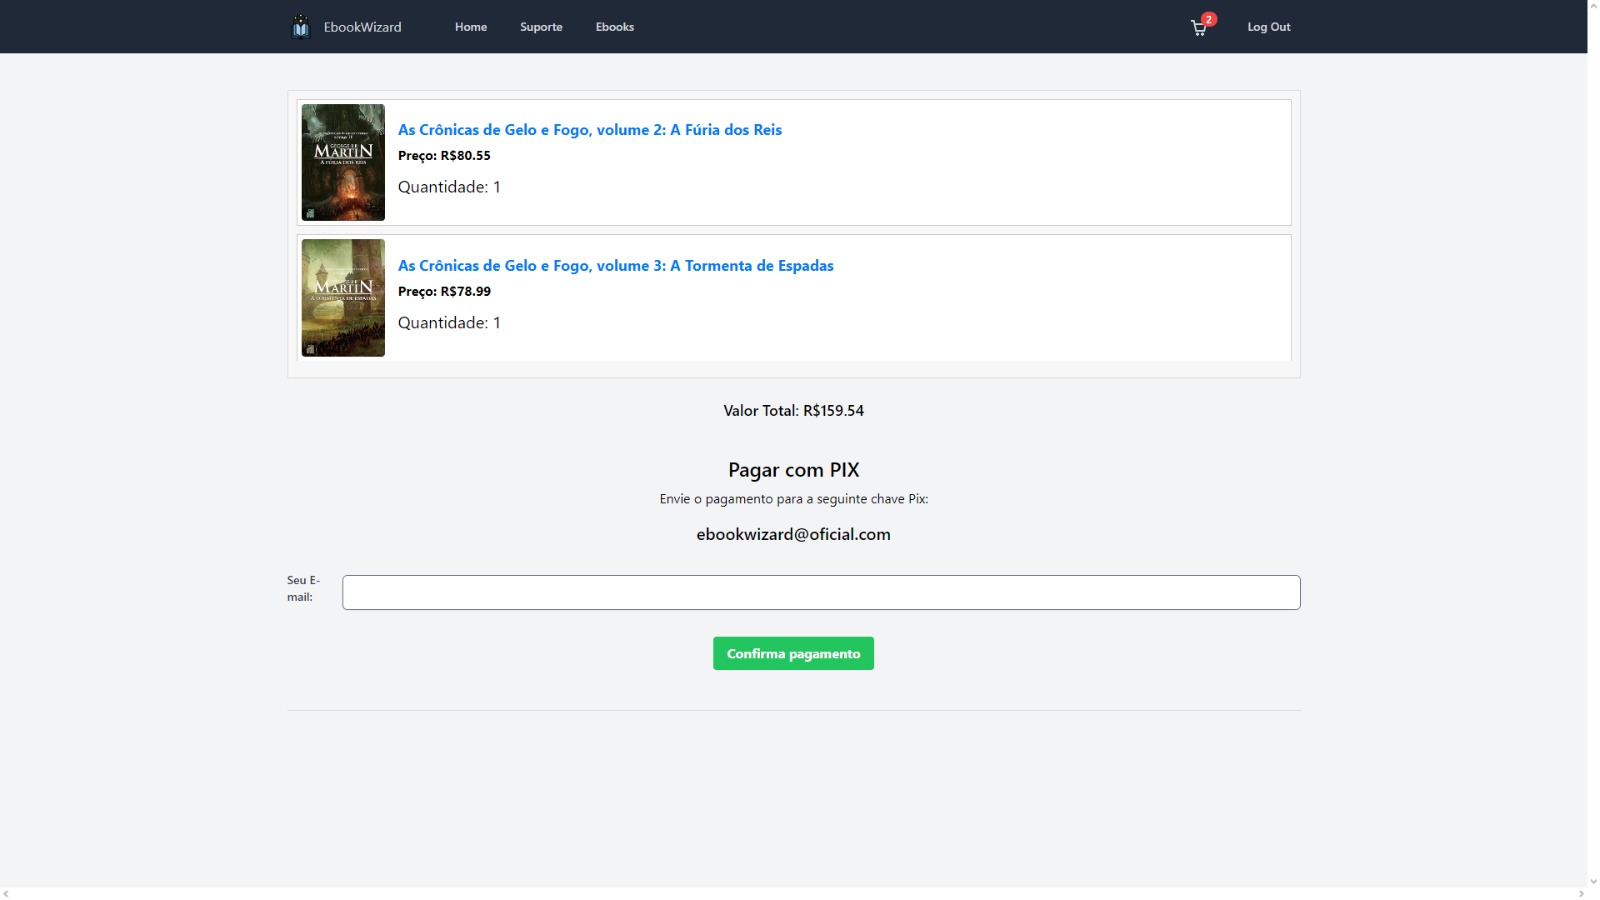 EbookWizard
Home
Suporte
Ebooks
2
Log Out
MARTIN
A FÚRIA DOS REIS
As Crônicas de Gelo e Fogo, volume 2: A Fúria dos Reis
Preço: R$80.55
Quantidade: 1
MARTIN
A TORMENTA DE ESPADAS
As Crônicas de Gelo e Fogo, volume 3: A Tormenta de Espadas
Preço: R$78.99
Quantidade: 1
Valor Total: R$159.54
Pagar com PIX
Envie o pagamento para a seguinte chave Pix:
ebookwizard@oficial.com
Seu E-
mail:
Confirma pagamento